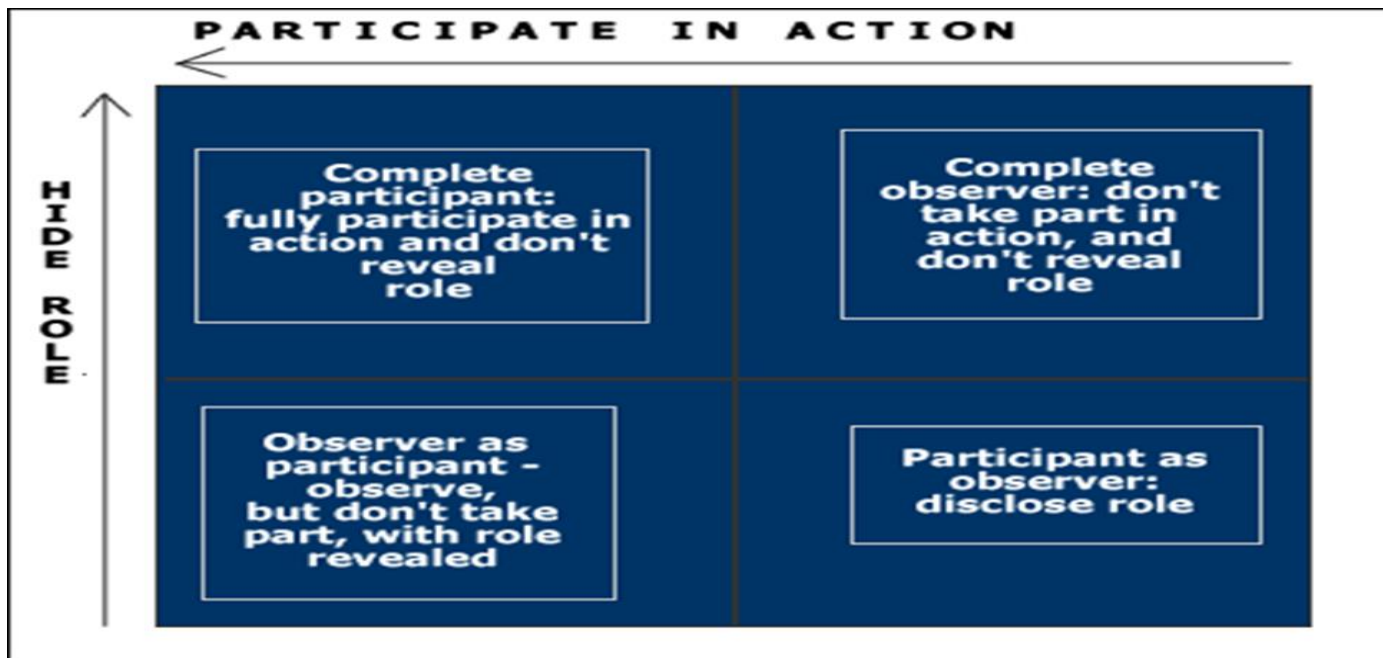 PARTICIPATE IN ACTION
HIDE ROLE
Complete
participant:
fully participate in
action and don't
reveal
role
Complete
observer: don't
take part in
action, and
don't reveal
role
Observer as
participant -
observe,
but don't take
part, with role
revealed
Participant as
observer:
disclose role